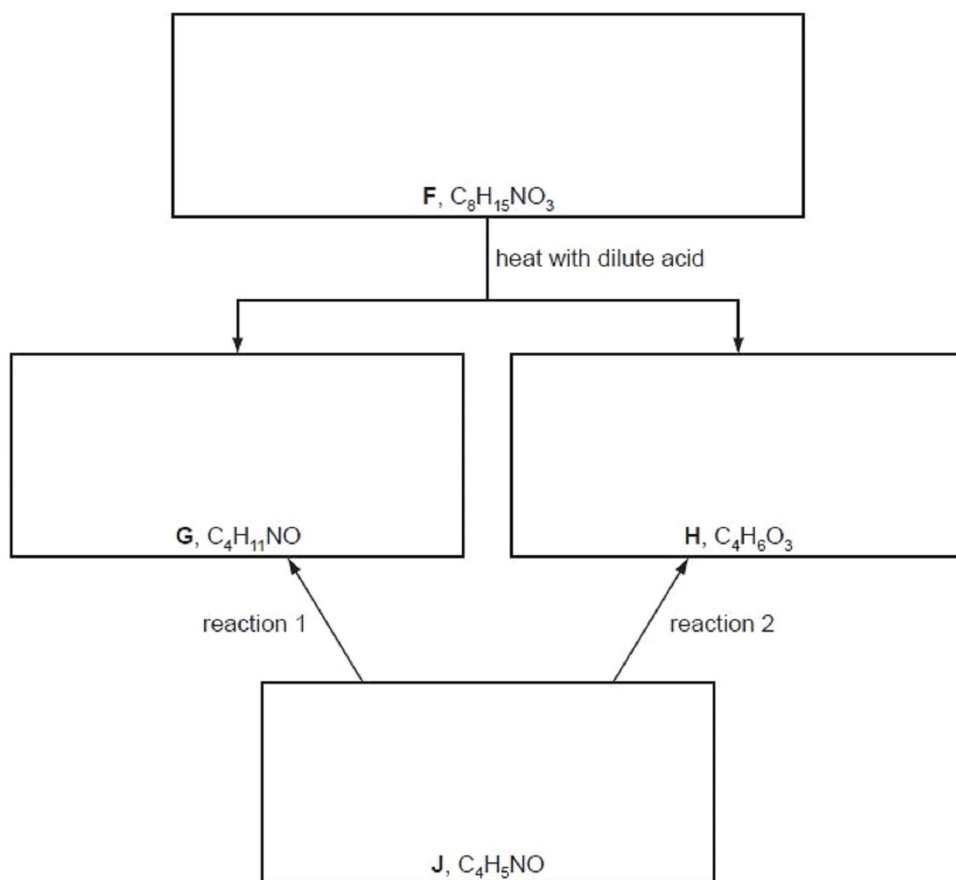 F, C₈H₁₅NO₃
heat with dilute acid
G, C₄H₁₁NO
H, C₄H₆O₃
reaction 1
reaction 2
J, C₄H₅NO